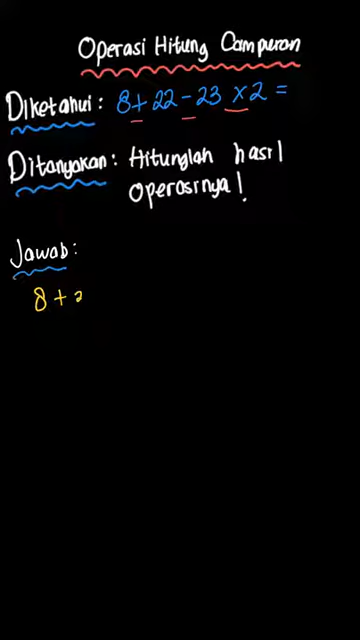 Operasi Hitung Campuran
Diketahui : 8 + 22 - 23 × 2 =
Ditanyakan : Hitunglah hasil
operasinya !
Jawab :
8 +